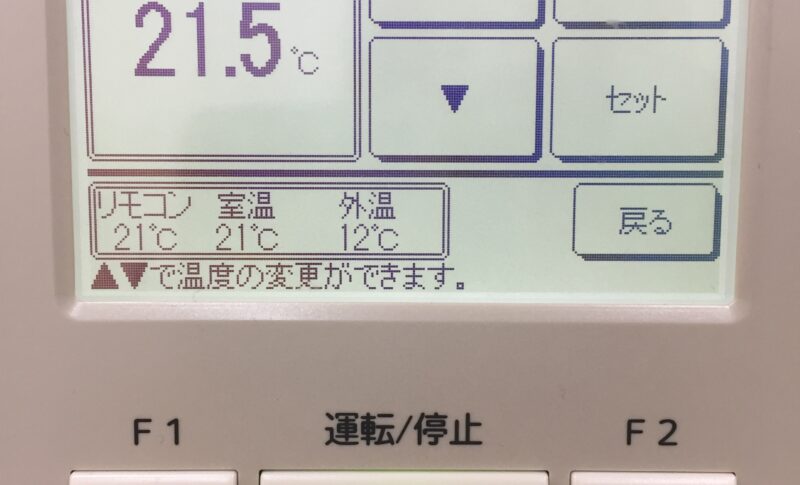 21.5℃
▼
セット
リモコン 室温 外温
21℃ 21℃ 12℃
戻る
▲▼で温度の変更ができます。
F1 運転/停止 F2